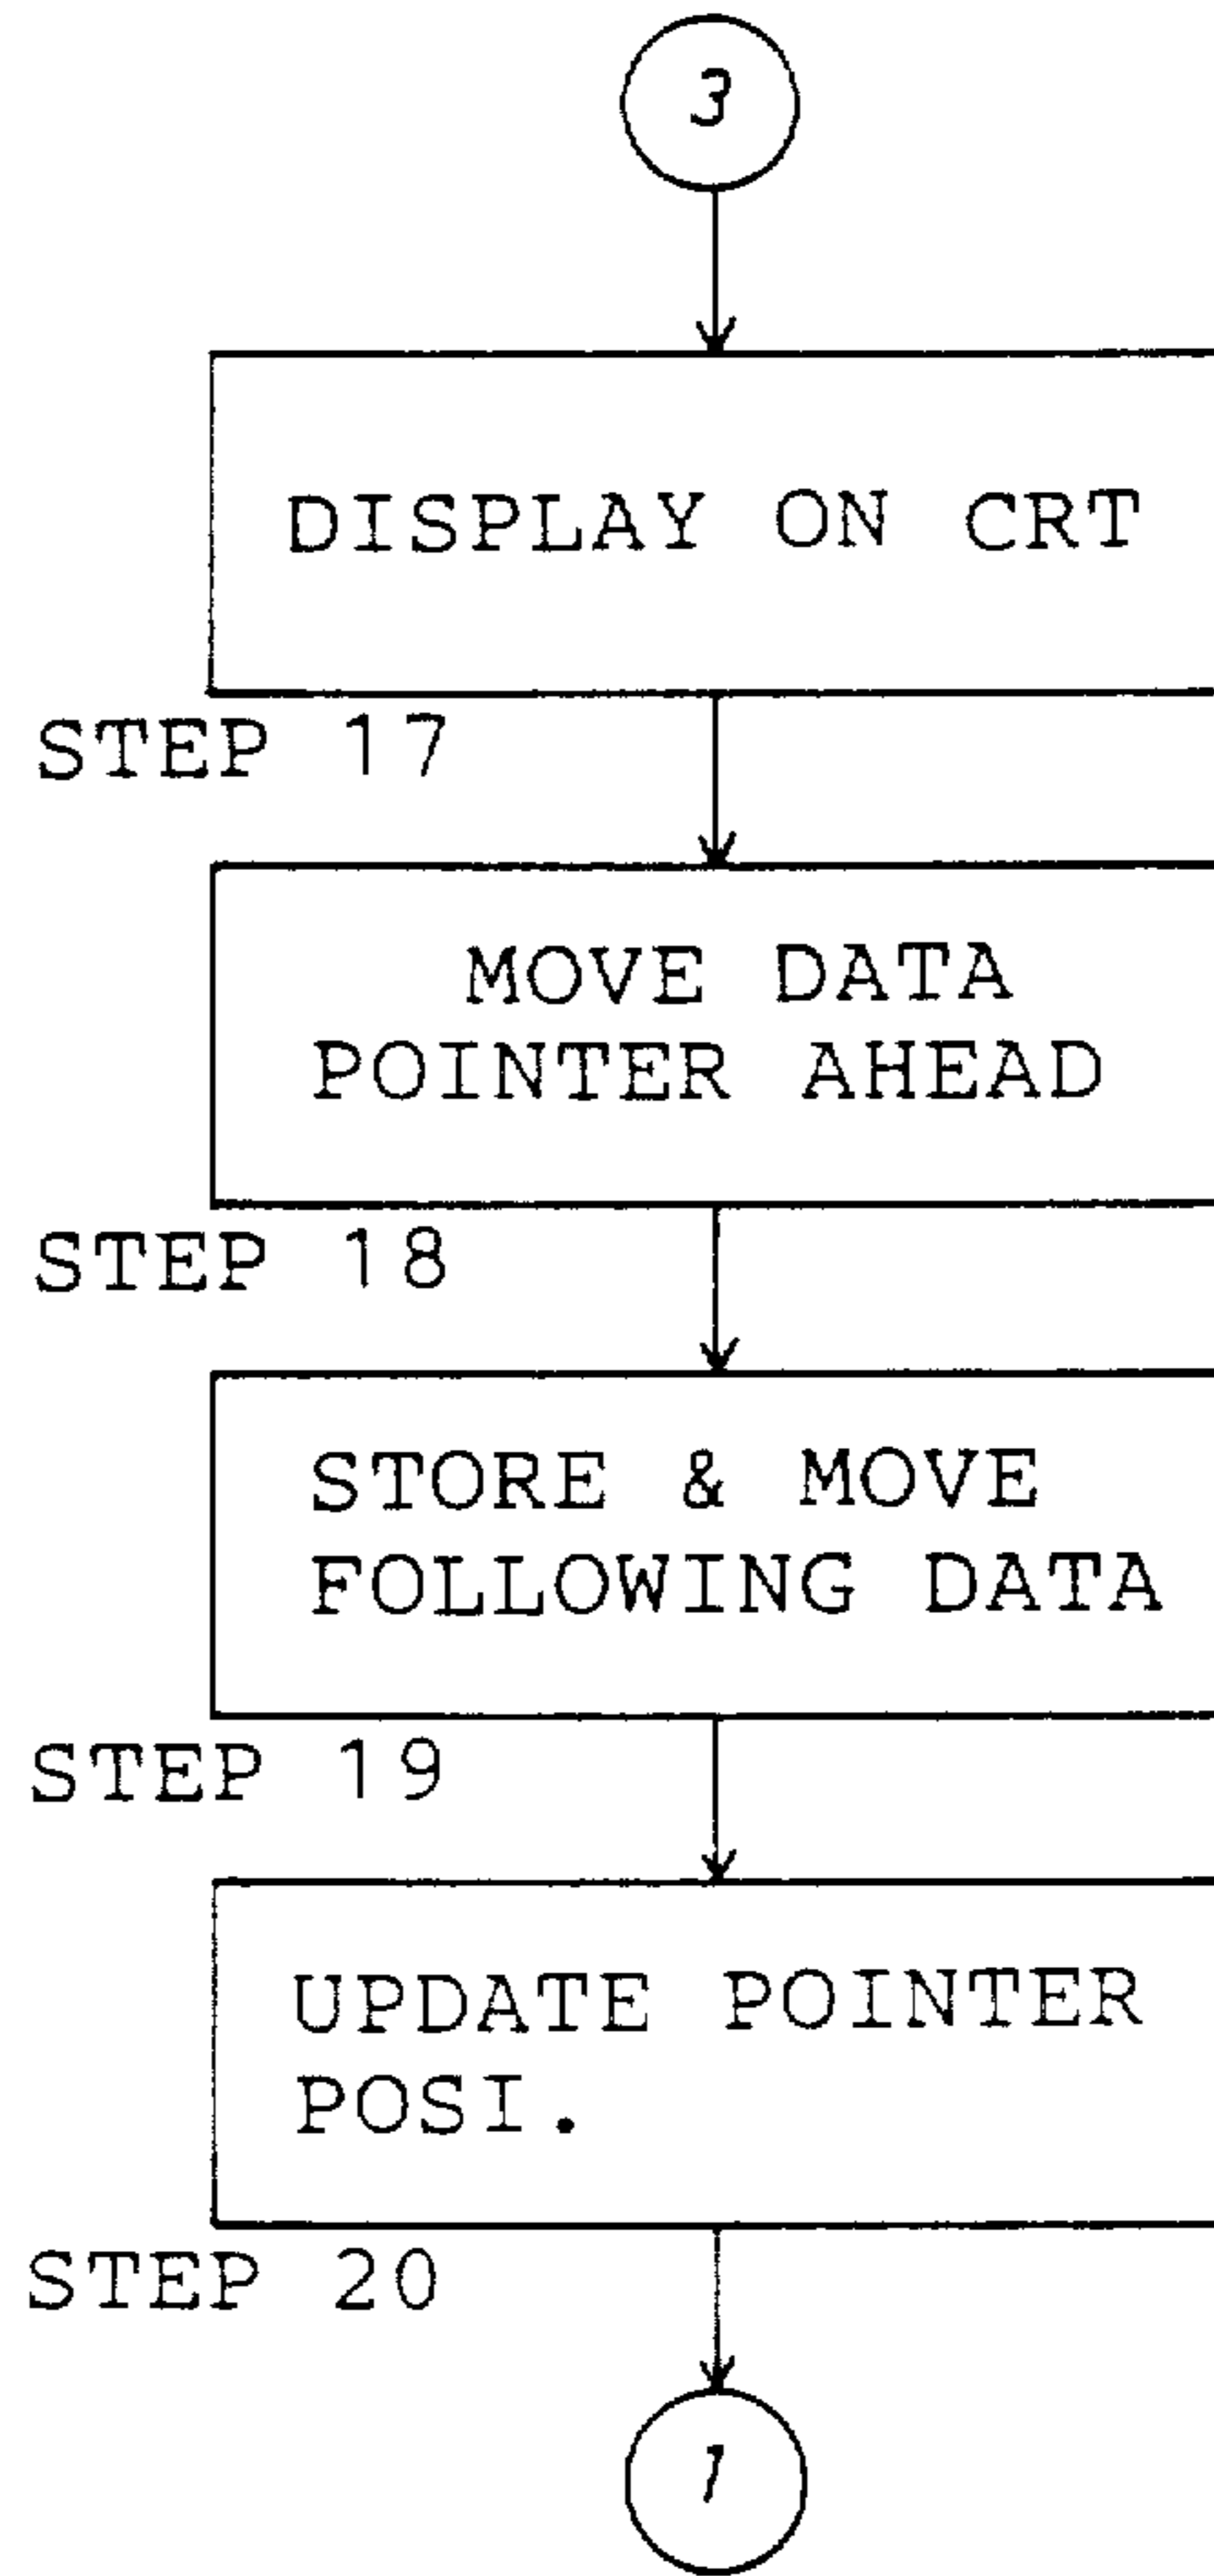 3
DISPLAY ON CRT
STEP 17
MOVE DATA
POINTER AHEAD
STEP 18
STORE & MOVE
FOLLOWING DATA
STEP 19
UPDATE POINTER
POSI.
STEP 20
1